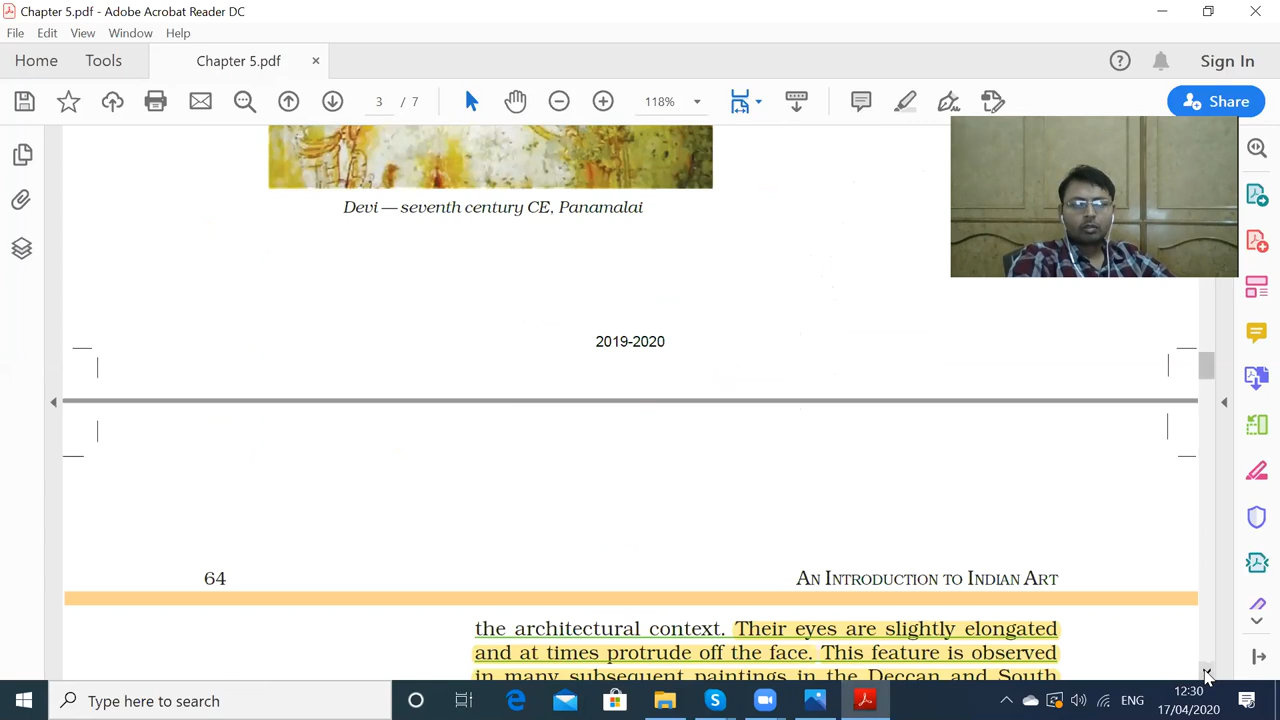 Chapter 5.pdf - Adobe Acrobat Reader DC
File Edit View Window Help
Home Tools Chapter 5.pdf × Sign In
3 / 7 118% Share
Devi — seventh century CE, Panamalai
2019-2020
64 AN INTRODUCTION TO INDIAN ART
the architectural context. Their eyes are slightly elongated
and at times protrude off the face. This feature is observed
in many subsequent paintings in the Deccan and South
Type here to search
ENG
12:30
17/04/2020